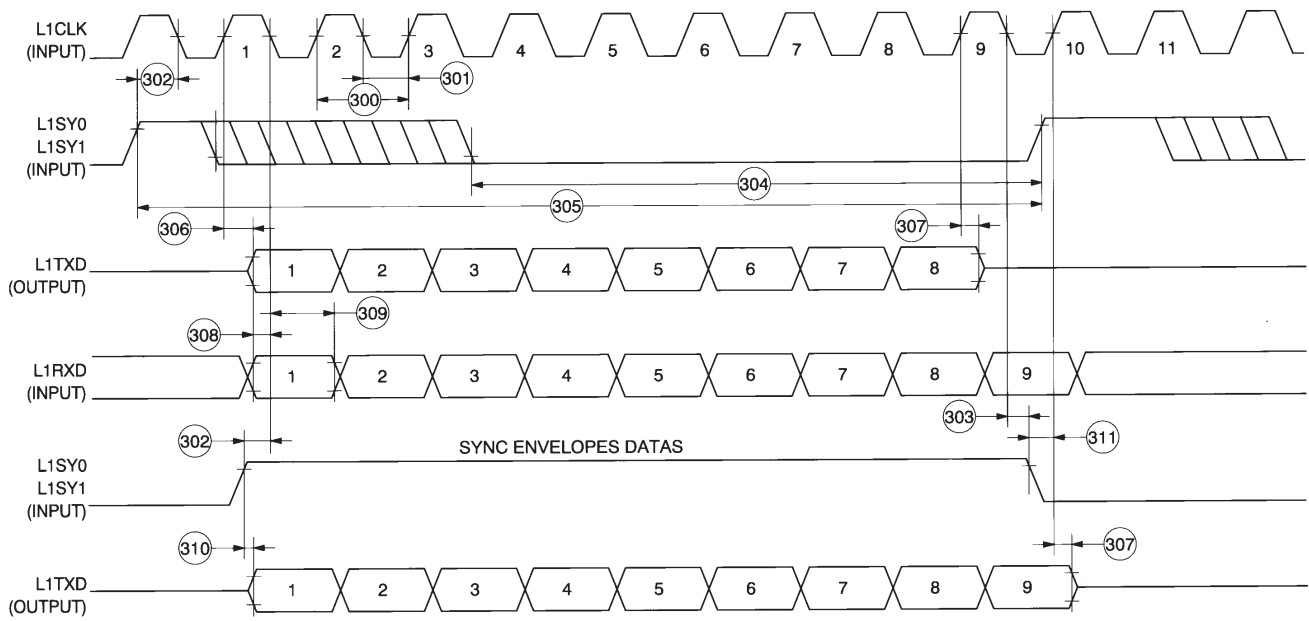 L1CLK
(INPUT)
1 2 3 4 5 6 7 8 9 10 11
302 301
300
L1SY0
L1SY1
(INPUT)
304
305
306 307
L1TXD
(OUTPUT)
1 2 3 4 5 6 7 8
309
308
L1RXD
(INPUT)
1 2 3 4 5 6 7 8 9
303
302 311
SYNC ENVELOPES DATAS
L1SY0
L1SY1
(INPUT)
310 307
L1TXD
(OUTPUT)
1 2 3 4 5 6 7 8 9